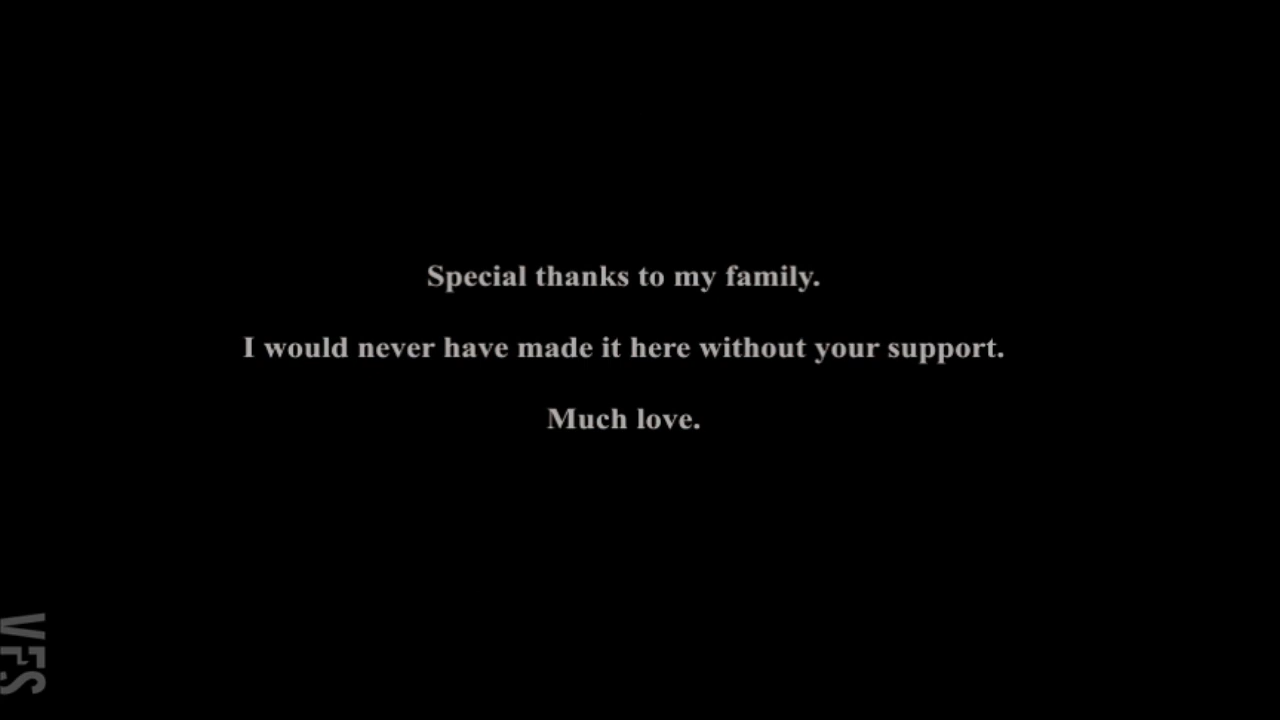 Special thanks to my family.
I would never have made it here without your support.
Much love.
VFS